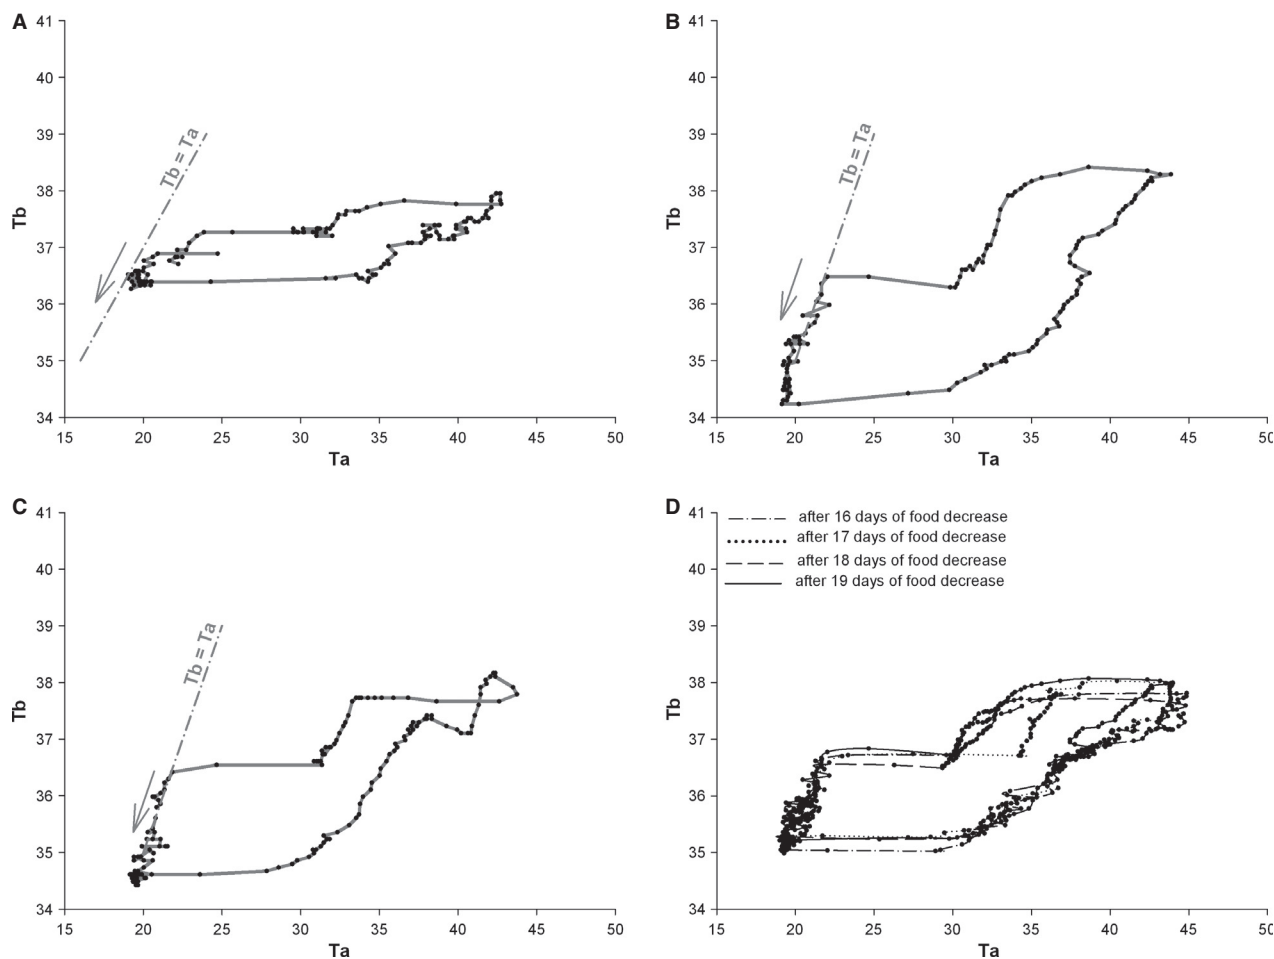 A
41
40
39
38
37
36
35
34
Tb
Tb = Ta
15 20 25 30 35 40 45 50
Ta
B
41
40
39
38
37
36
35
34
Tb
Tb = Ta
15 20 25 30 35 40 45 50
Ta
C
41
40
39
38
37
36
35
34
Tb
Tb = Ta
15 20 25 30 35 40 45 50
Ta
D
41
40
39
38
37
36
35
34
Tb
after 16 days of food decrease
after 17 days of food decrease
after 18 days of food decrease
after 19 days of food decrease
15 20 25 30 35 40 45 50
Ta